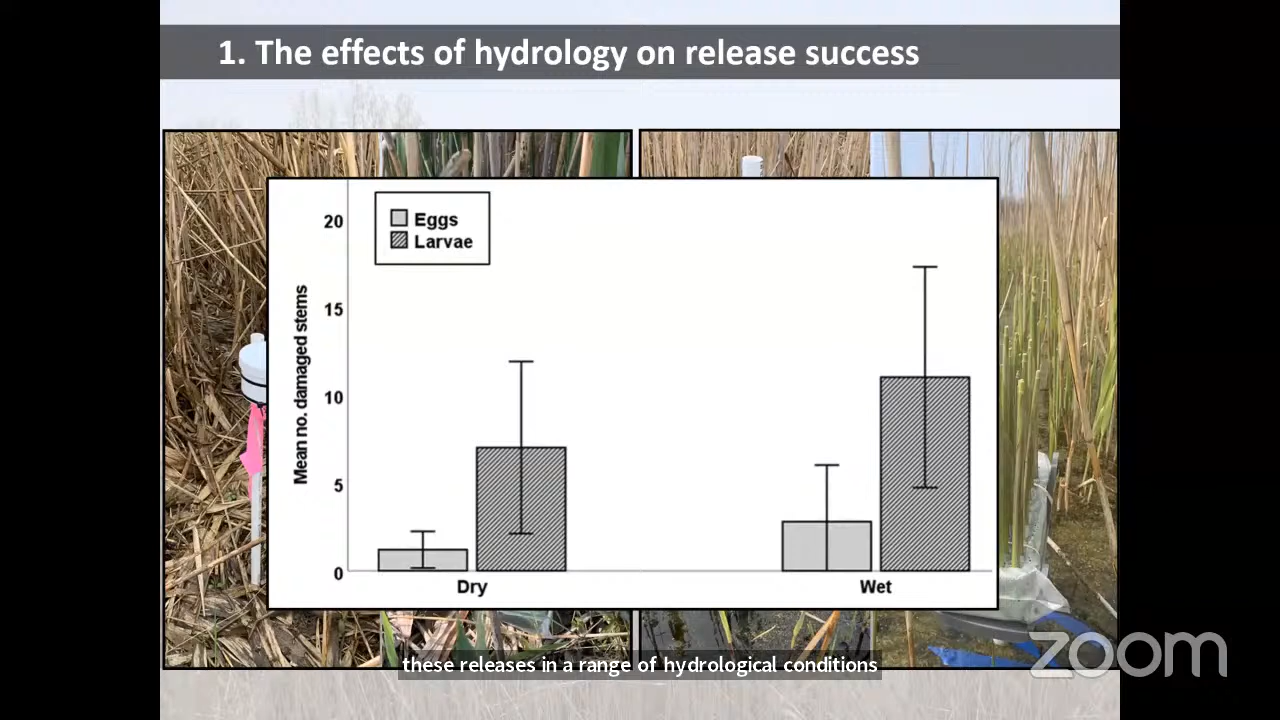 1. The effects of hydrology on release success
Eggs
Larvae
20
15
10
5
0
Mean no. damaged stems
Dry
Wet
these releases in a range of hydrological conditions
zoom